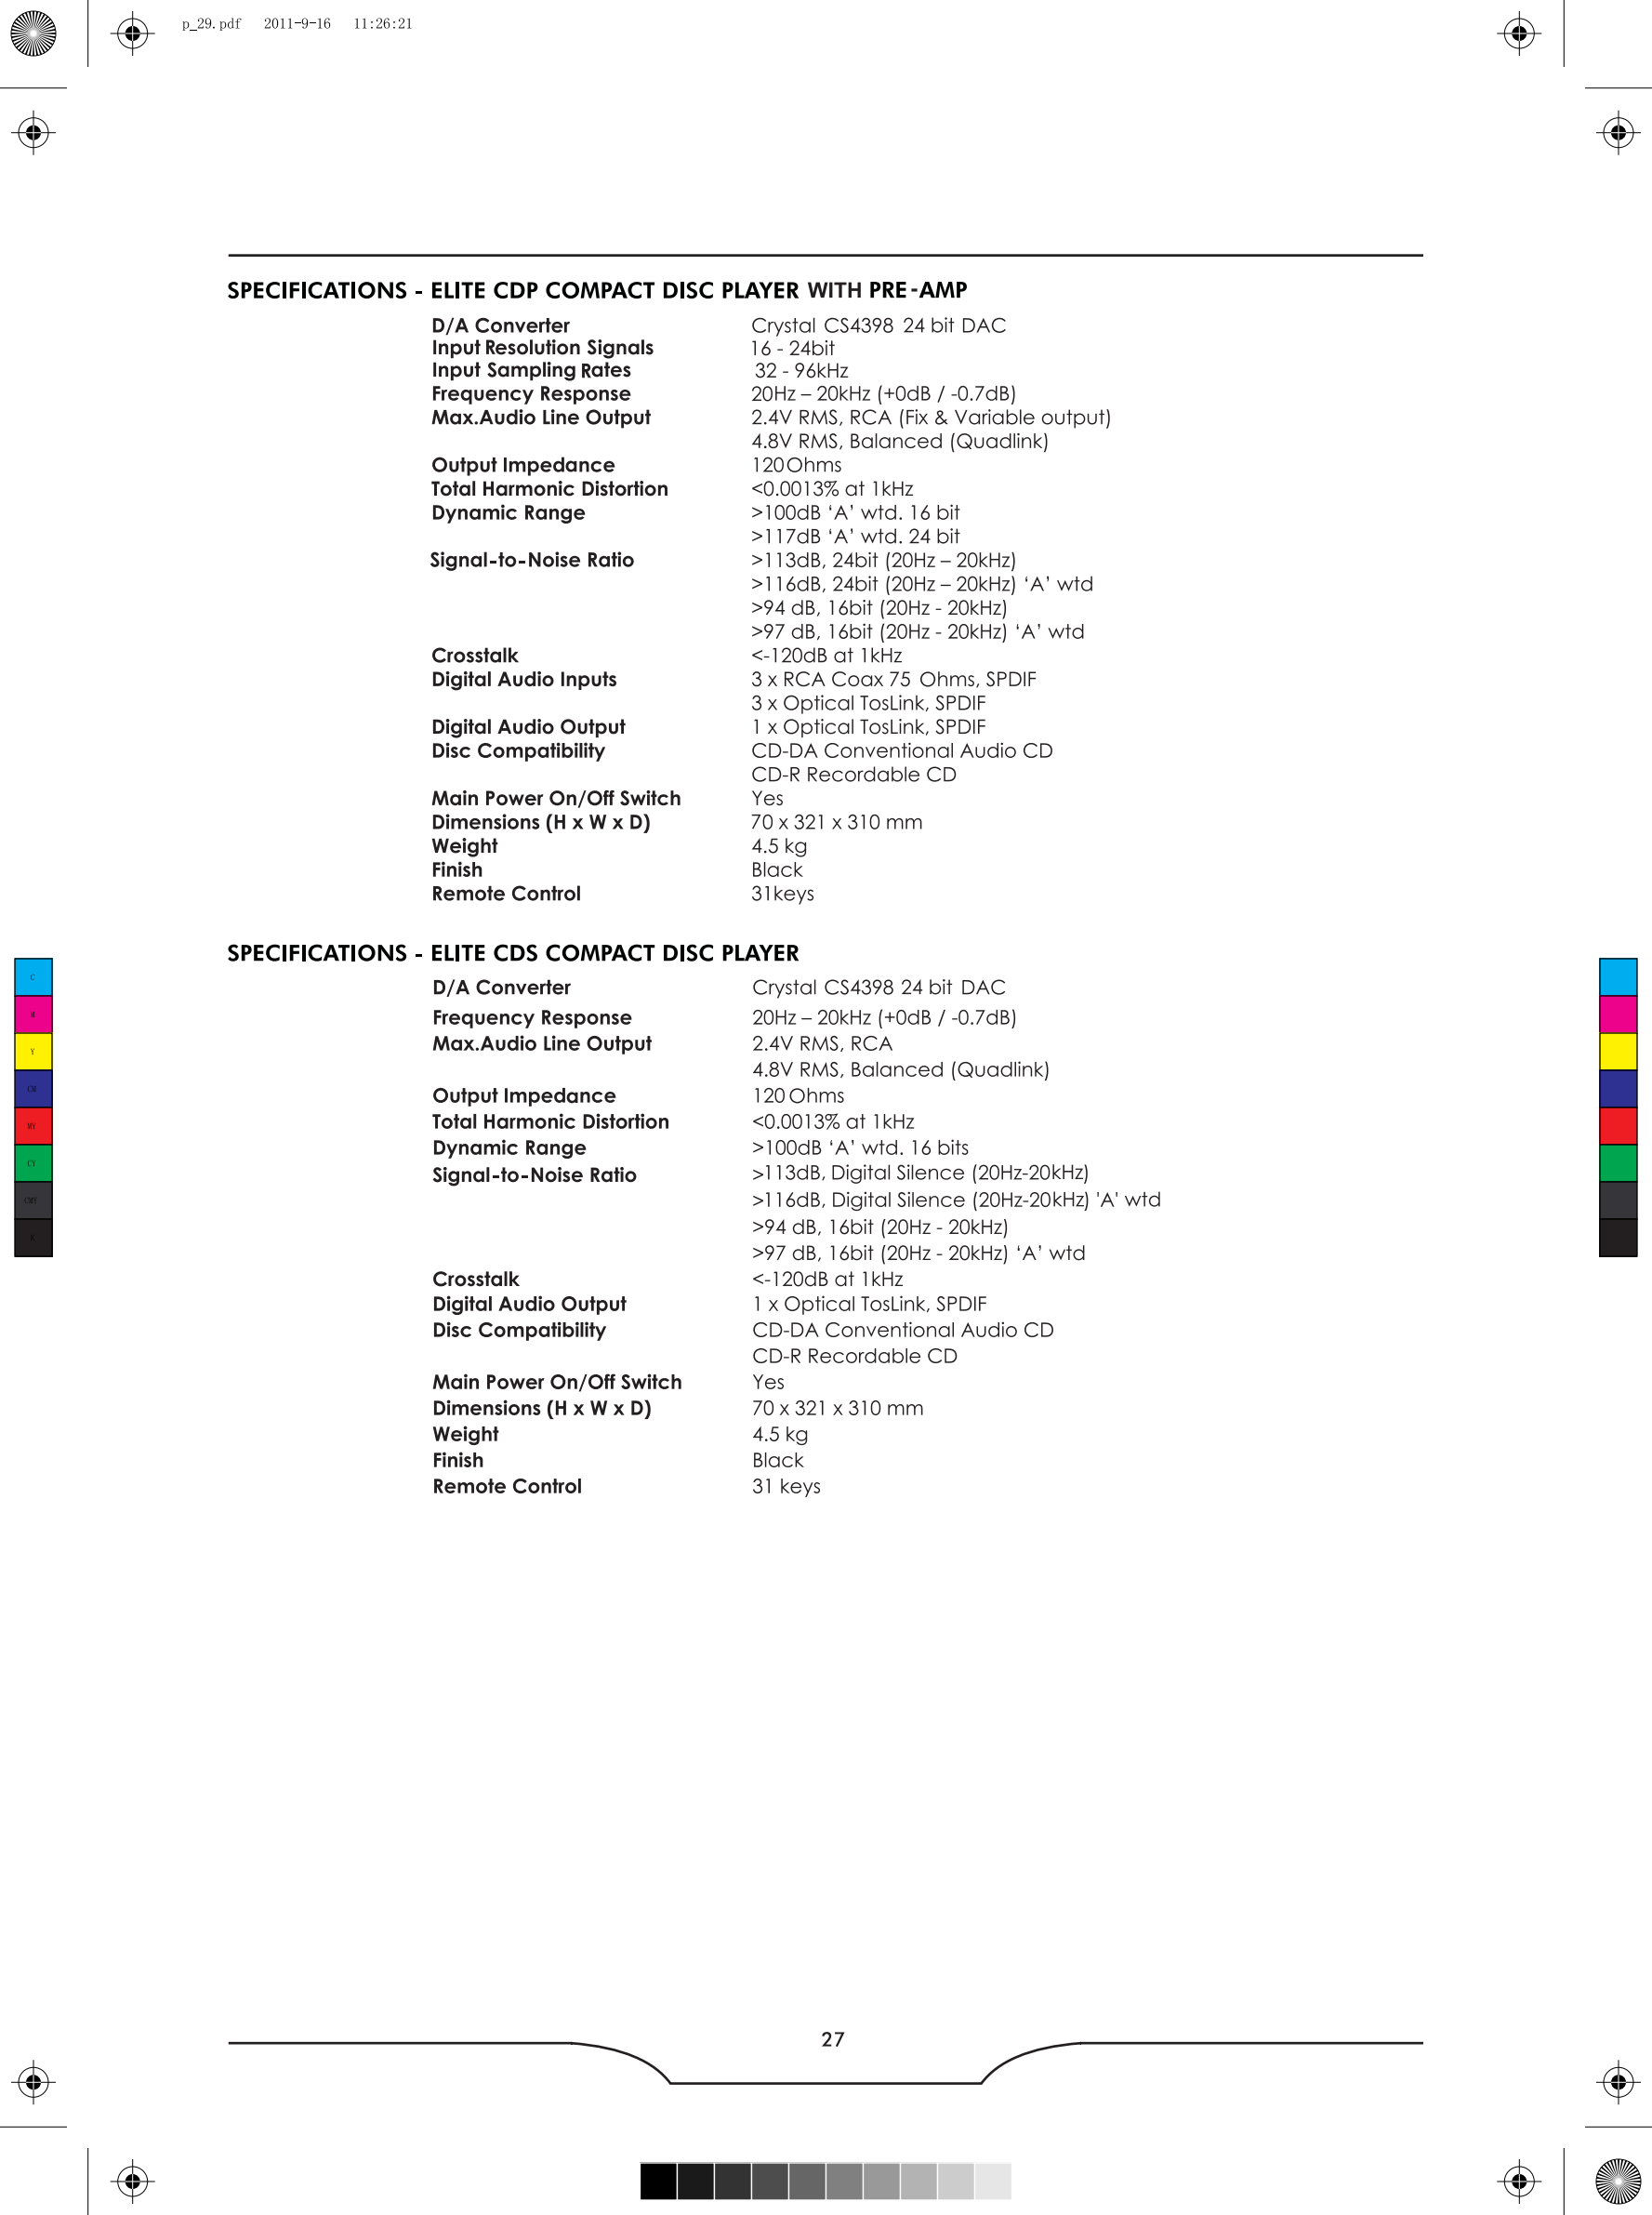 p_29.pdf 2011-9-16 11:26:21
SPECIFICATIONS - ELITE CDP COMPACT DISC PLAYER WITH PRE-AMP
D/A Converter Crystal CS4398 24 bit DAC
Input Resolution Signals 16 - 24bit
Input Sampling Rates 32 - 96kHz
Frequency Response 20Hz – 20kHz (+0dB / -0.7dB)
Max.Audio Line Output 2.4V RMS, RCA (Fix & Variable output)
4.8V RMS, Balanced (Quadlink)
Output Impedance 120 Ohms
Total Harmonic Distortion <0.0013% at 1kHz
Dynamic Range >100dB ‘A’ wtd. 16 bit
>117dB ‘A’ wtd. 24 bit
Signal-to-Noise Ratio >113dB, 24bit (20Hz – 20kHz)
>116dB, 24bit (20Hz – 20kHz) ‘A’ wtd
>94 dB, 16bit (20Hz - 20kHz)
>97 dB, 16bit (20Hz - 20kHz) ‘A’ wtd
Crosstalk <-120dB at 1kHz
Digital Audio Inputs 3 x RCA Coax 75 Ohms, SPDIF
3 x Optical TosLink, SPDIF
Digital Audio Output 1 x Optical TosLink, SPDIF
Disc Compatibility CD-DA Conventional Audio CD
CD-R Recordable CD
Main Power On/Off Switch Yes
Dimensions (H x W x D) 70 x 321 x 310 mm
Weight 4.5 kg
Finish Black
Remote Control 31keys
SPECIFICATIONS - ELITE CDS COMPACT DISC PLAYER
D/A Converter Crystal CS4398 24 bit DAC
Frequency Response 20Hz – 20kHz (+0dB / -0.7dB)
Max.Audio Line Output 2.4V RMS, RCA
4.8V RMS, Balanced (Quadlink)
Output Impedance 120 Ohms
Total Harmonic Distortion <0.0013% at 1kHz
Dynamic Range >100dB ‘A’ wtd. 16 bits
Signal-to-Noise Ratio >113dB, Digital Silence (20Hz-20kHz)
>116dB, Digital Silence (20Hz-20kHz) 'A' wtd
>94 dB, 16bit (20Hz - 20kHz)
>97 dB, 16bit (20Hz - 20kHz) ‘A’ wtd
Crosstalk <-120dB at 1kHz
Digital Audio Output 1 x Optical TosLink, SPDIF
Disc Compatibility CD-DA Conventional Audio CD
CD-R Recordable CD
Main Power On/Off Switch Yes
Dimensions (H x W x D) 70 x 321 x 310 mm
Weight 4.5 kg
Finish Black
Remote Control 31 keys
C
M
Y
CM
MY
CY
CMY
K
27